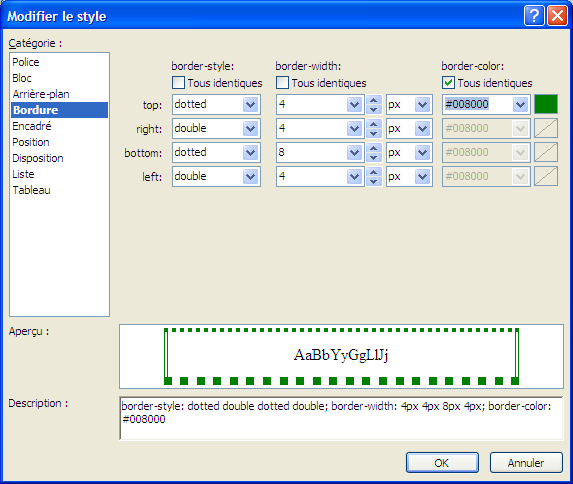 Modifier le style
Catégorie :
Police
Bloc
Arrière-plan
Bordure
Encadré
Position
Disposition
Liste
Tableau
border-style: border-width: border-color:
Tous identiques Tous identiques Tous identiques
top: dotted 4 px #008000
right: double 4 px #008000
bottom: dotted 8 px #008000
left: double 4 px #008000
Aperçu :
AaBbYyGgLlJj
Description :
border-style: dotted double dotted double; border-width: 4px 4px 8px 4px; border-color:
#008000
OK Annuler